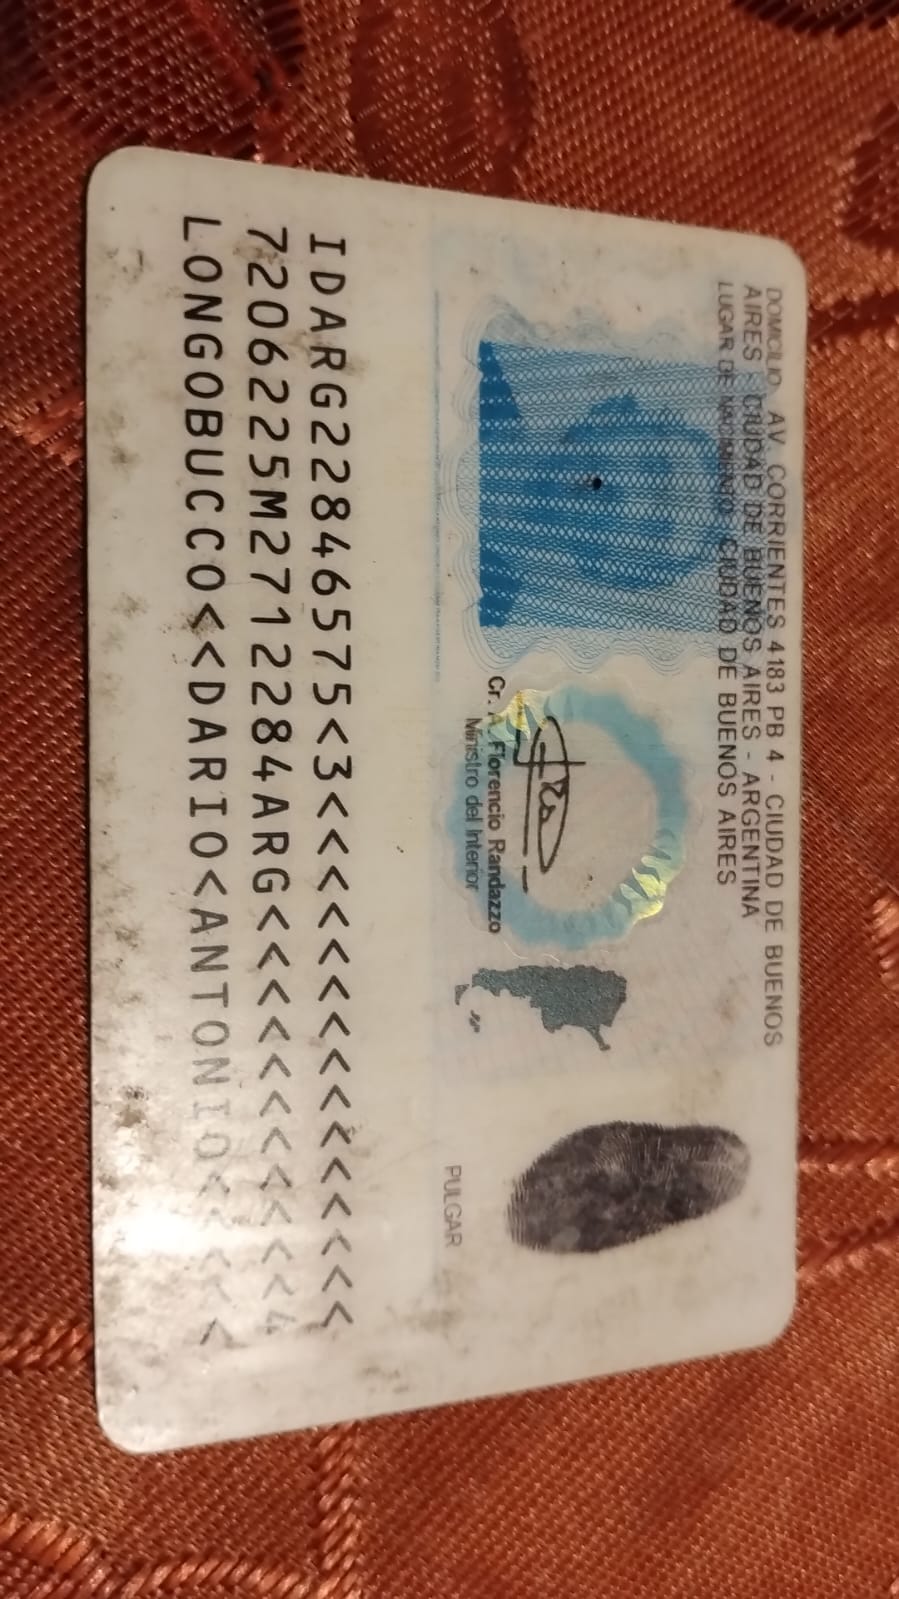 DOMICILIO: AV. CORRIENTES 4183 PB 4 - CIUDAD DE BUENOS
AIRES - CIUDAD DE BUENOS AIRES - ARGENTINA
LUGAR DE NACIMIENTO: CIUDAD DE BUENOS AIRES
Cr. A. Florencio Randazzo
Ministro del Interior
PULGAR
IDARG22846575<3<<<<<<<<<<<<<<<
7206225M2712284ARG<<<<<<<<<<<4
LONGOBUCCO<<DARIO<ANTONIO<<<<<